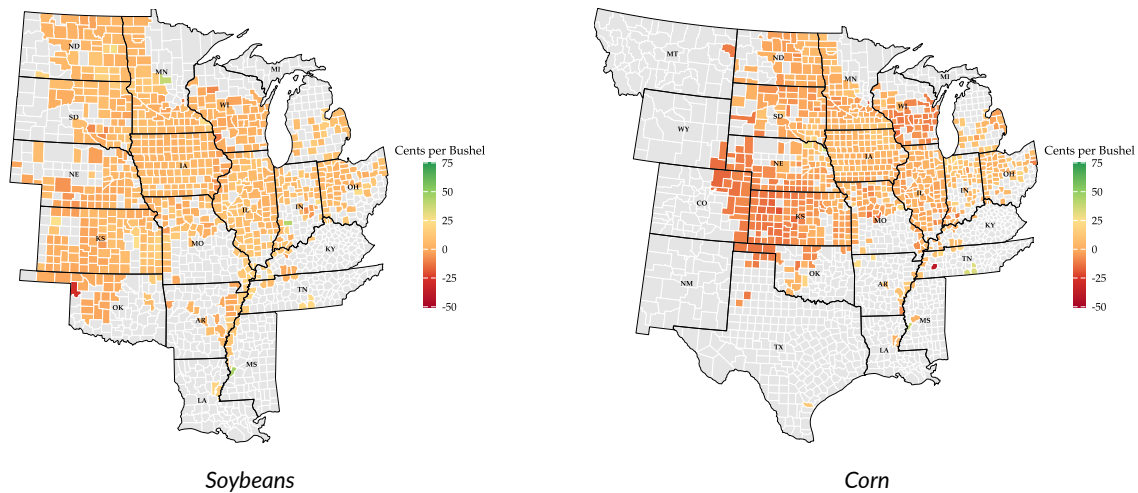 ND
MN
MI
WI
SD
IA
NE
OH
IL
IN
KS
MO
KY
TN
OK
AR
MS
LA
Cents per Bushel
75
50
25
0
-25
-50
Soybeans
MT
ND
MN
MI
WI
SD
WY
IA
NE
OH
IL
IN
CO
KS
MO
KY
TN
OK
NM
AR
MS
TX
LA
Cents per Bushel
75
50
25
0
-25
-50
Corn